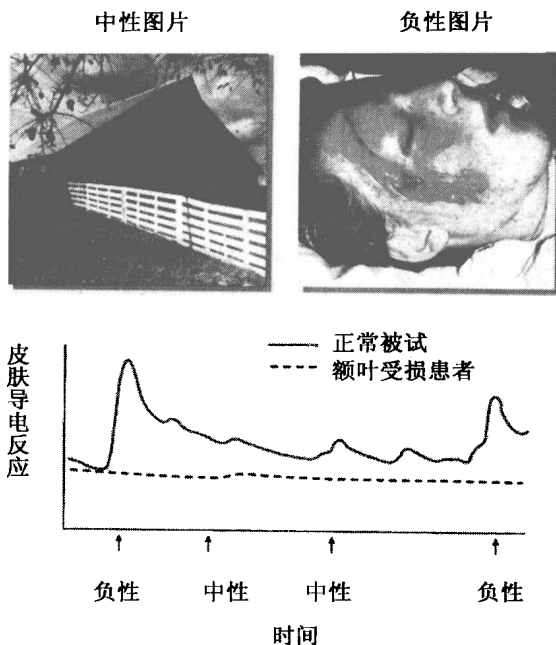 中性图片
负性图片
正常被试
额叶受损患者
皮肤导电反应
负性
中性
中性
负性
时间